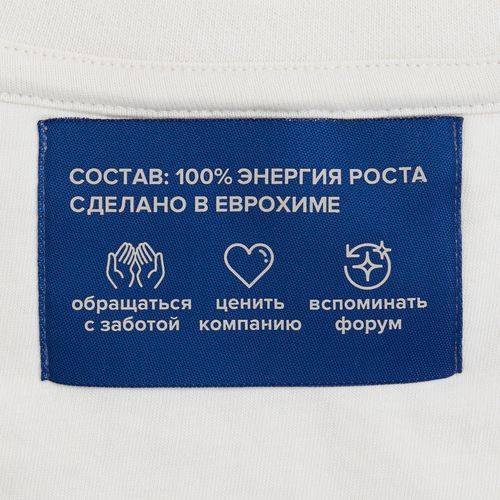 СОСТАВ: 100% ЭНЕРГИЯ РОСТА
СДЕЛАНО В ЕВРОХИМЕ
обращаться
с заботой
ценить
компанию
вспоминать
форум